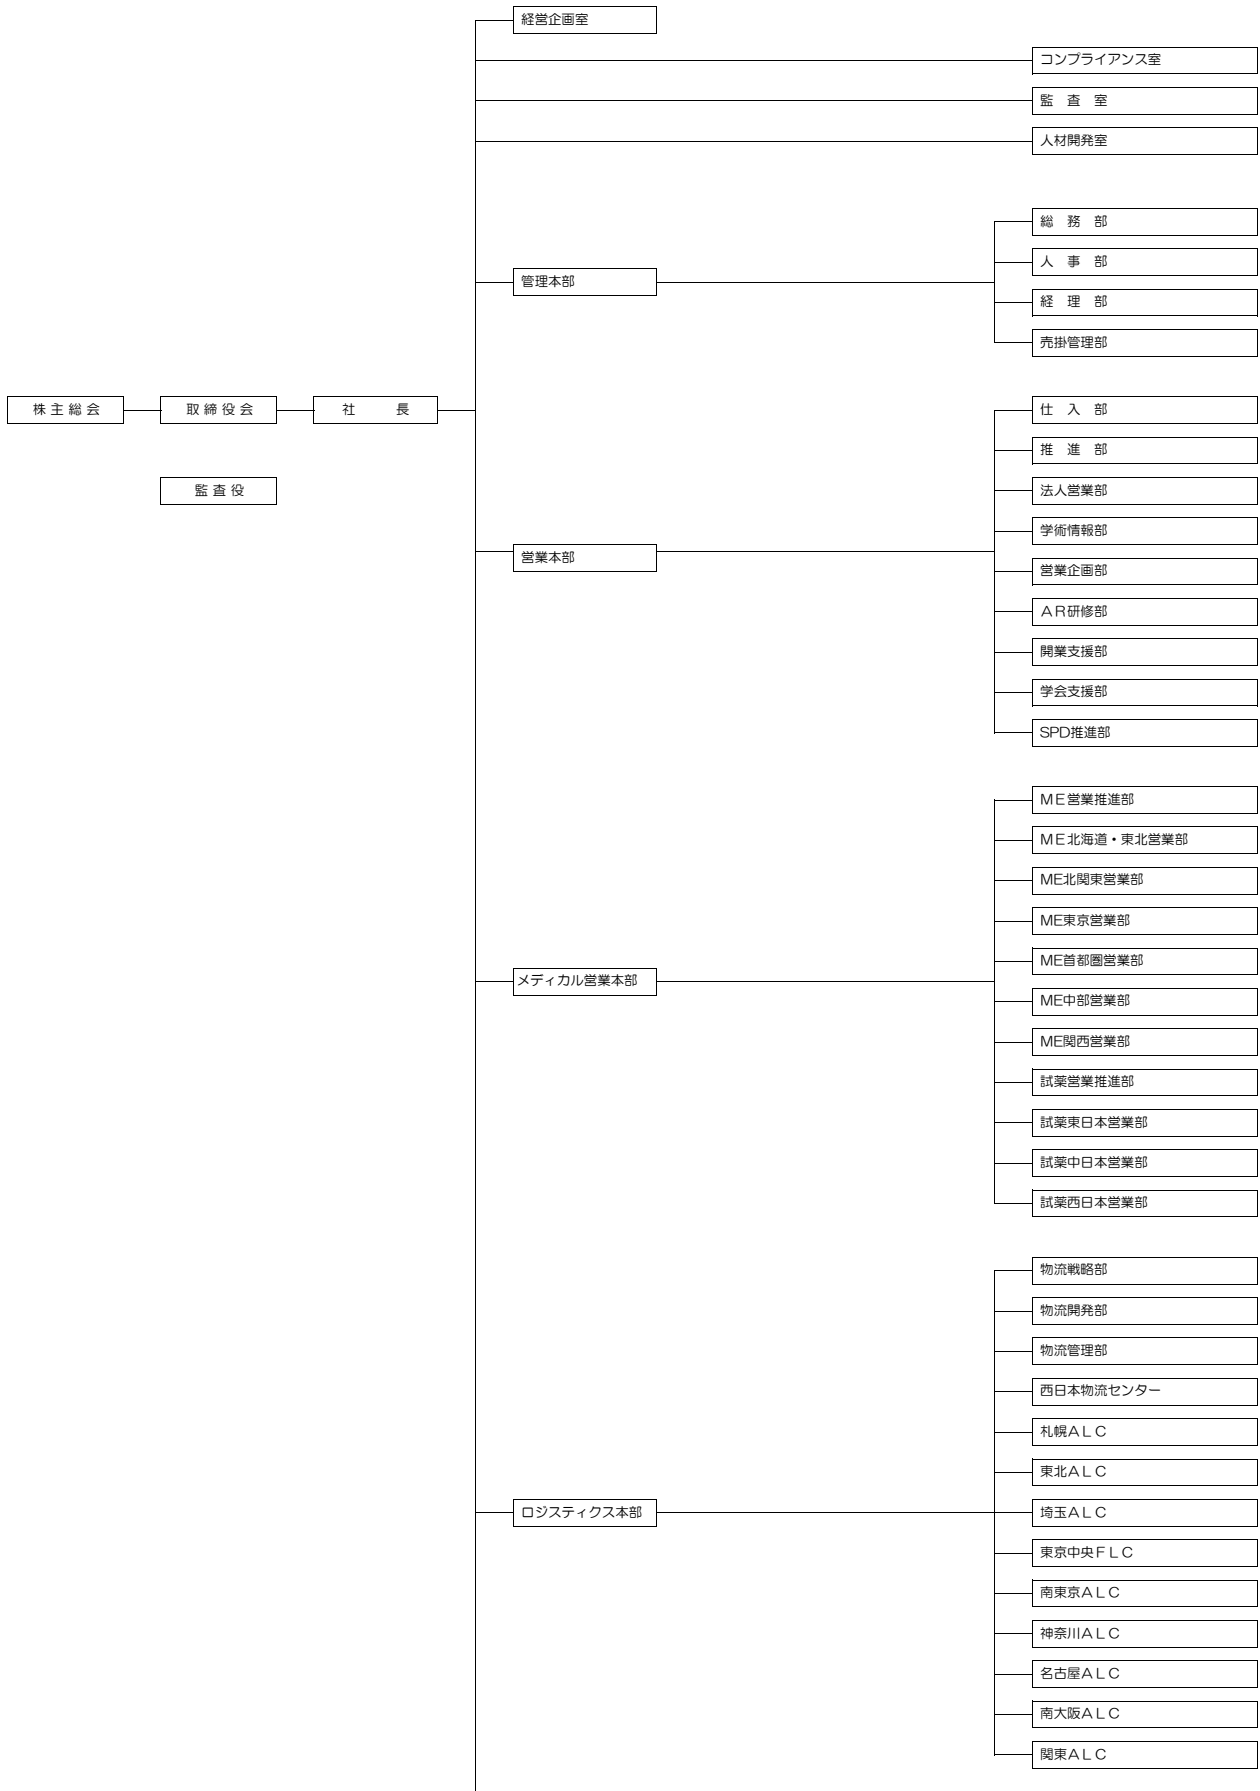 経営企画室
コンプライアンス室
監　査　室
人材開発室
総　務　部
人　事　部
管理本部
経　理　部
売掛管理部
株 主 総 会
取 締 役 会
社　　　長
監 査 役
仕　入　部
推　進　部
法人営業部
学術情報部
営業本部
営業企画部
ＡＲ研修部
開業支援部
学会支援部
SPD推進部
ＭＥ営業推進部
ＭＥ北海道・東北営業部
ME北関東営業部
ME東京営業部
ME首都圏営業部
メディカル営業本部
ME中部営業部
ME関西営業部
試薬営業推進部
試薬東日本営業部
試薬中日本営業部
試薬西日本営業部
物流戦略部
物流開発部
物流管理部
西日本物流センター
札幌ＡＬＣ
東北ＡＬＣ
ロジスティクス本部
埼玉ＡＬＣ
東京中央ＦＬＣ
南東京ＡＬＣ
神奈川ＡＬＣ
名古屋ＡＬＣ
南大阪ＡＬＣ
関東ＡＬＣ